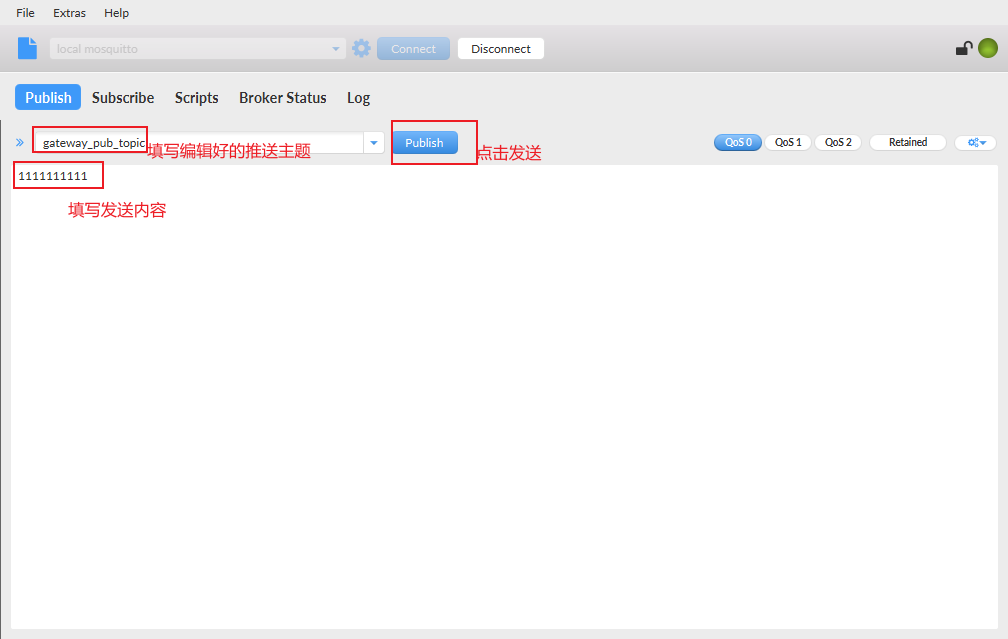 File Extras Help
local mosquitto Connect Disconnect
Publish Subscribe Scripts Broker Status Log
gateway_pub_topic 填写编辑好的推送主题 Publish 点击发送 QoS 0 QoS 1 QoS 2 Retained
1111111111
填写发送内容